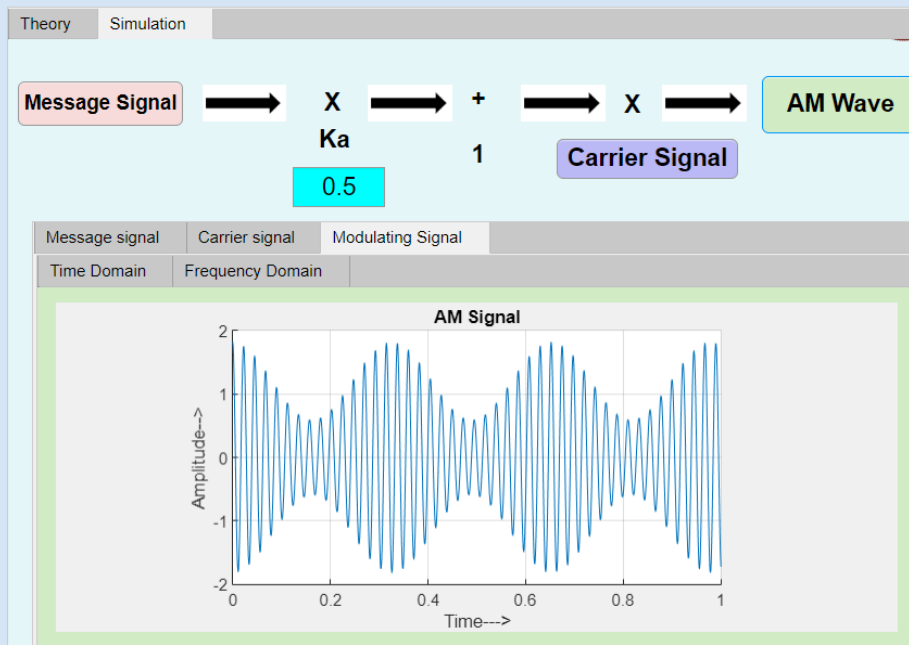 Theory Simulation
Message Signal X + X AM Wave
Ka 1 Carrier Signal
0.5
Message signal Carrier signal Modulating Signal
Time Domain Frequency Domain
AM Signal
Amplitude--->
2
1
0
-1
-2
0 0.2 0.4 0.6 0.8 1
Time--->